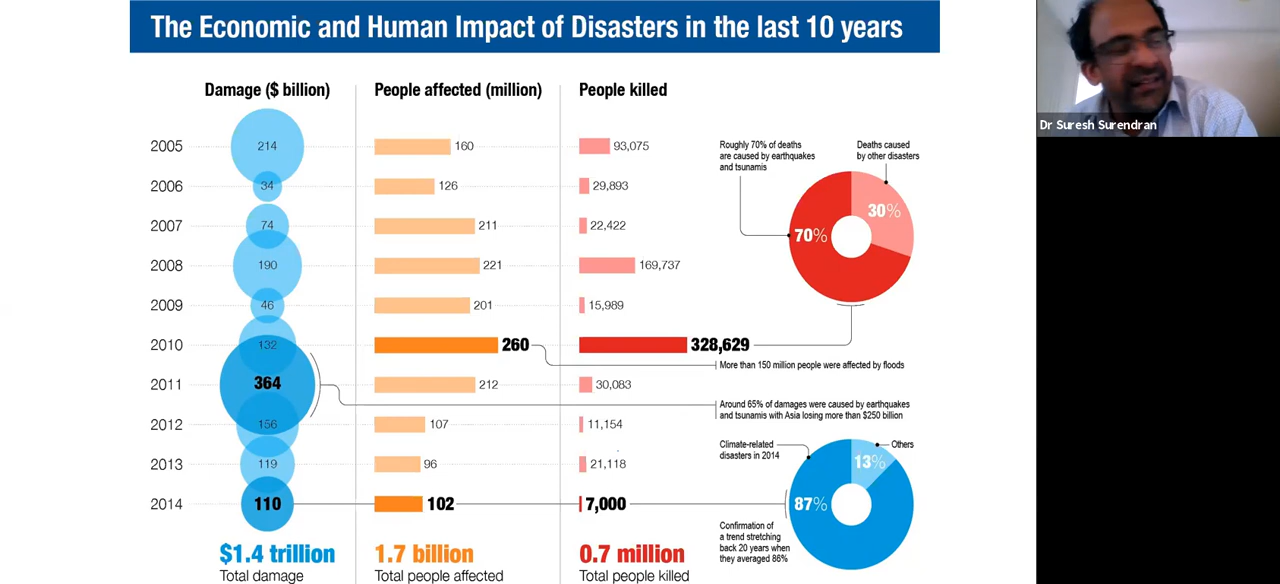 The Economic and Human Impact of Disasters in the last 10 years
Dr Suresh Surendran
Damage ($ billion) People affected (million) People killed
2005 214 160 93,075
2006 34 126 29,893
2007 74 211 22,422
2008 190 221 169,737
2009 46 201 15,989
2010 132 260 328,629
2011 364 212 30,083
2012 156 107 11,154
2013 119 96 21,118
2014 110 102 7,000
$1.4 trillion 1.7 billion 0.7 million
Total damage Total people affected Total people killed
Roughly 70% of deaths
are caused by earthquakes
and tsunamis
Deaths caused
by other disasters
30%
70%
More than 150 million people were affected by floods
Around 65% of damages were caused by earthquakes
and tsunamis with Asia losing more than $250 billion
Climate-related
disasters in 2014
Others
13%
87%
Confirmation of
a trend stretching
back 20 years when
they averaged 86%